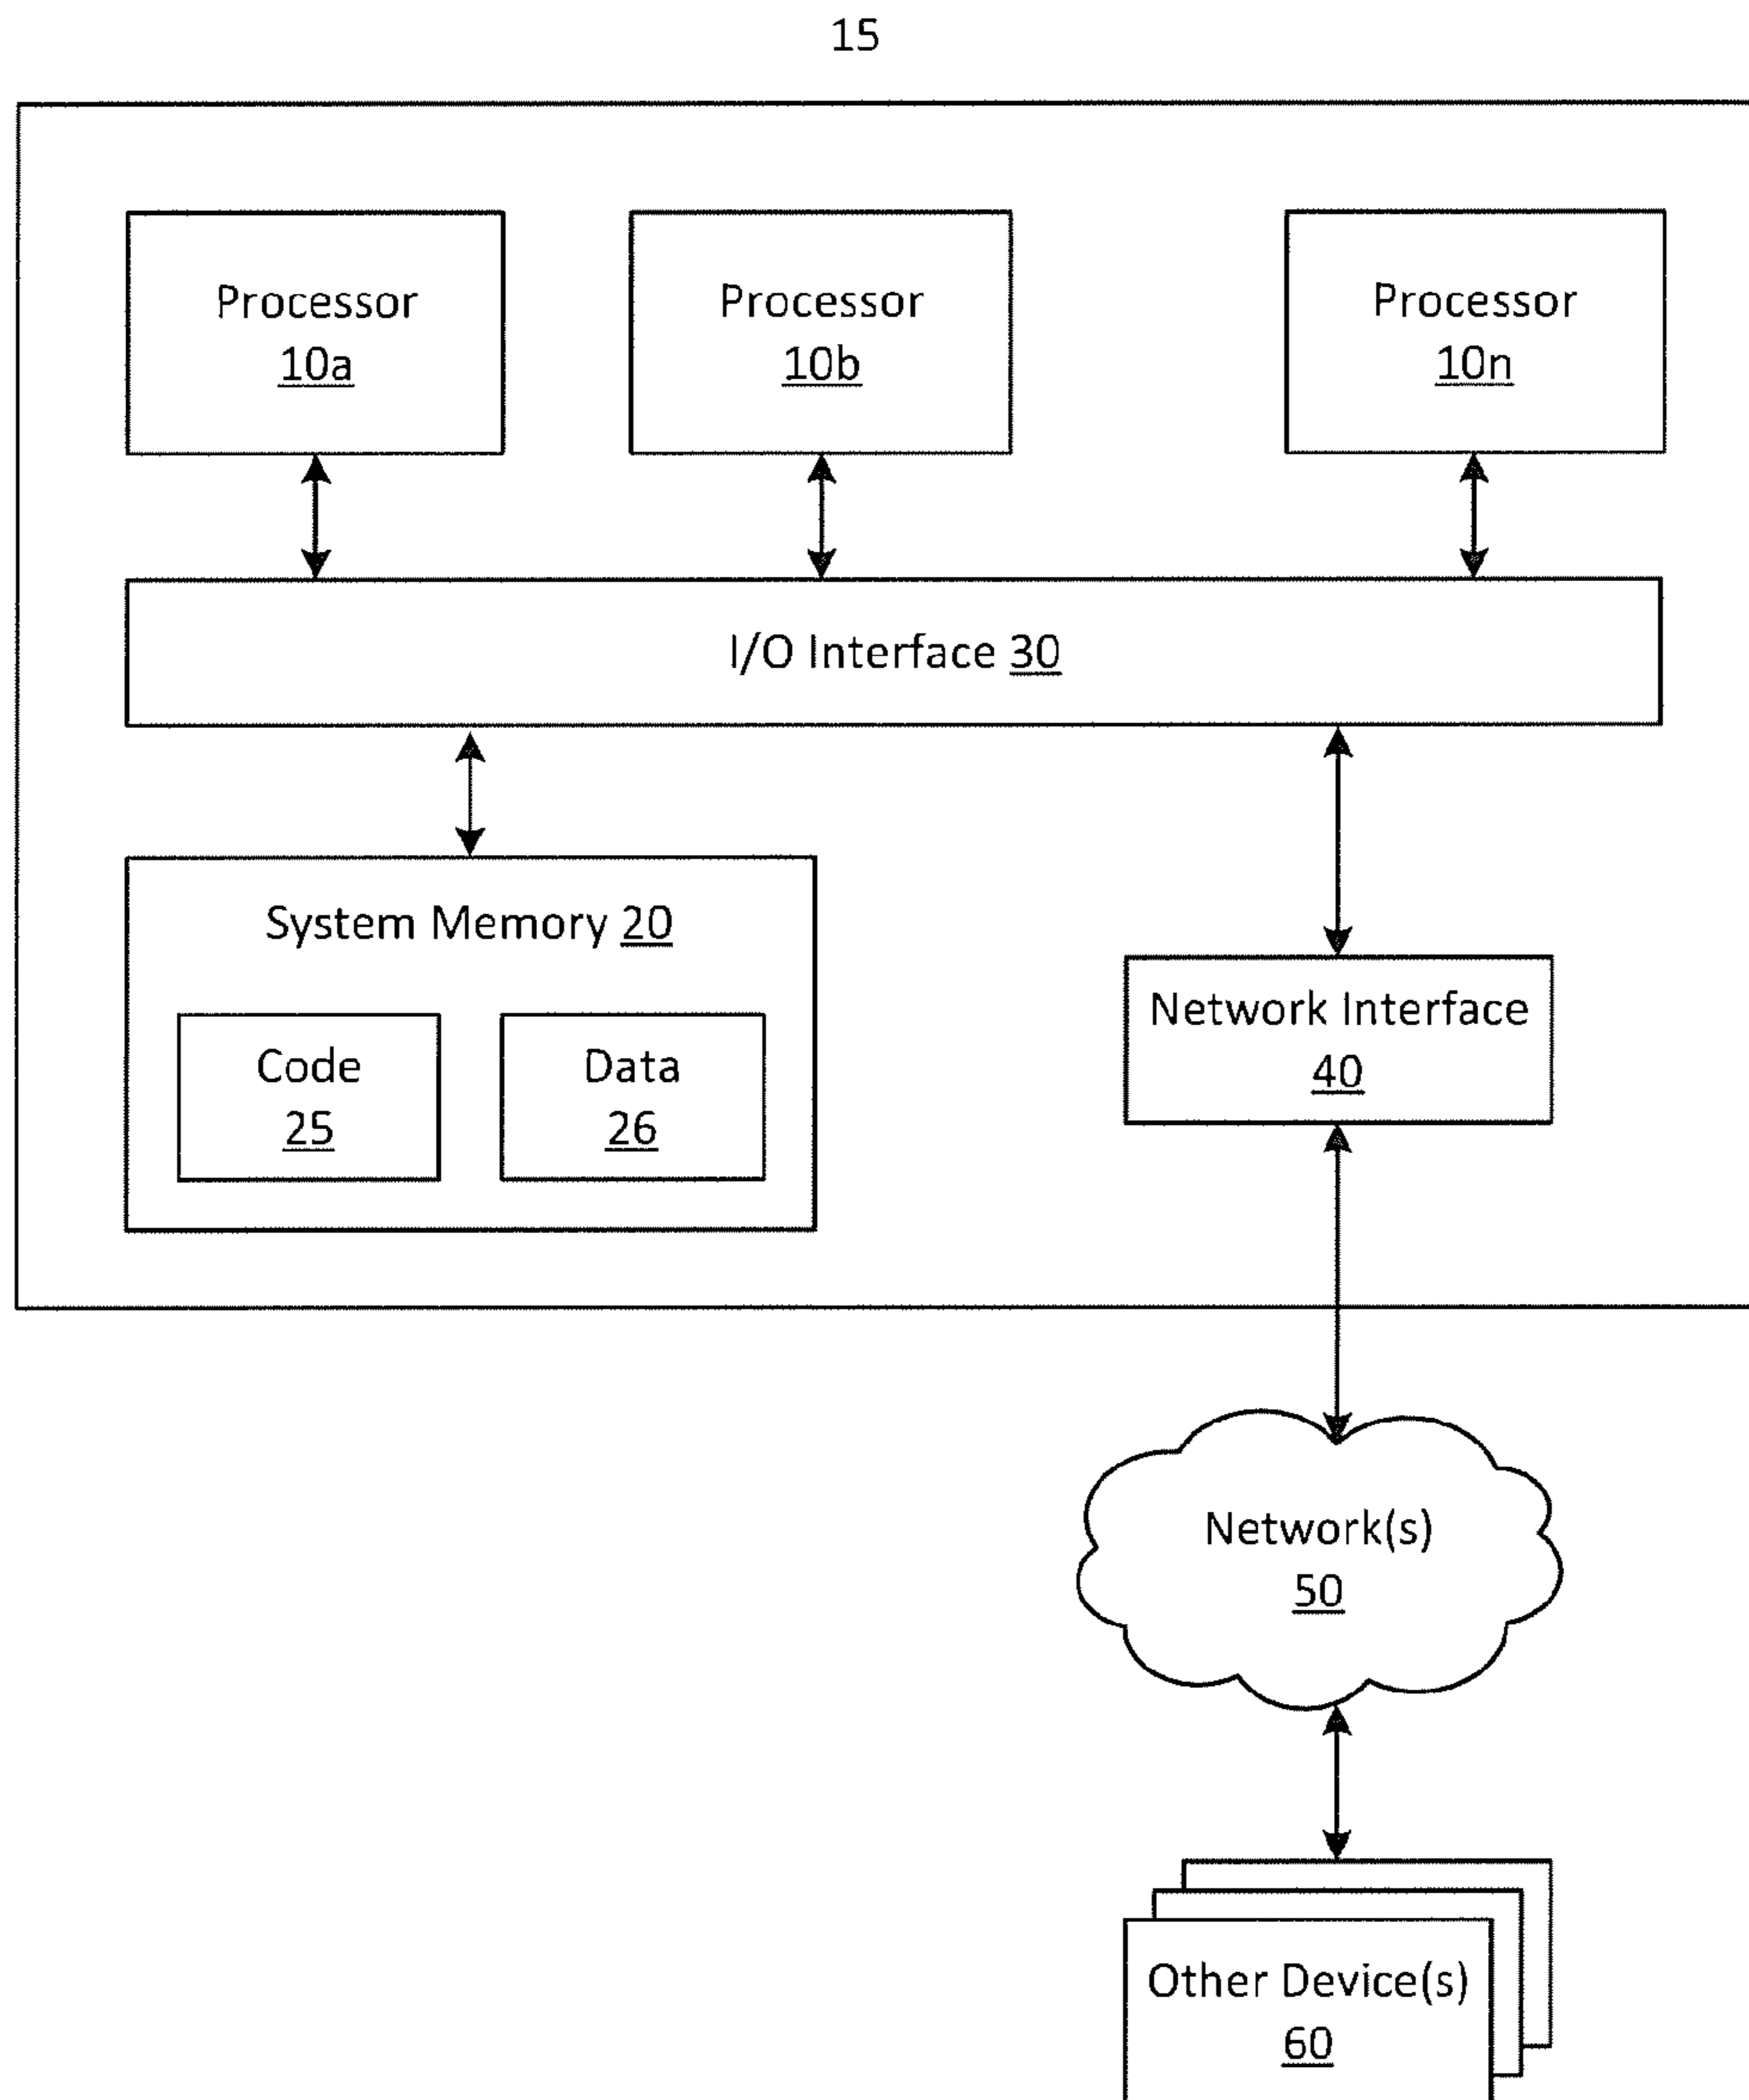 15
Processor
10a
Processor
10b
Processor
10n
I/O Interface 30
System Memory 20
Code
25
Data
26
Network Interface
40
Network(s)
50
Other Device(s)
60